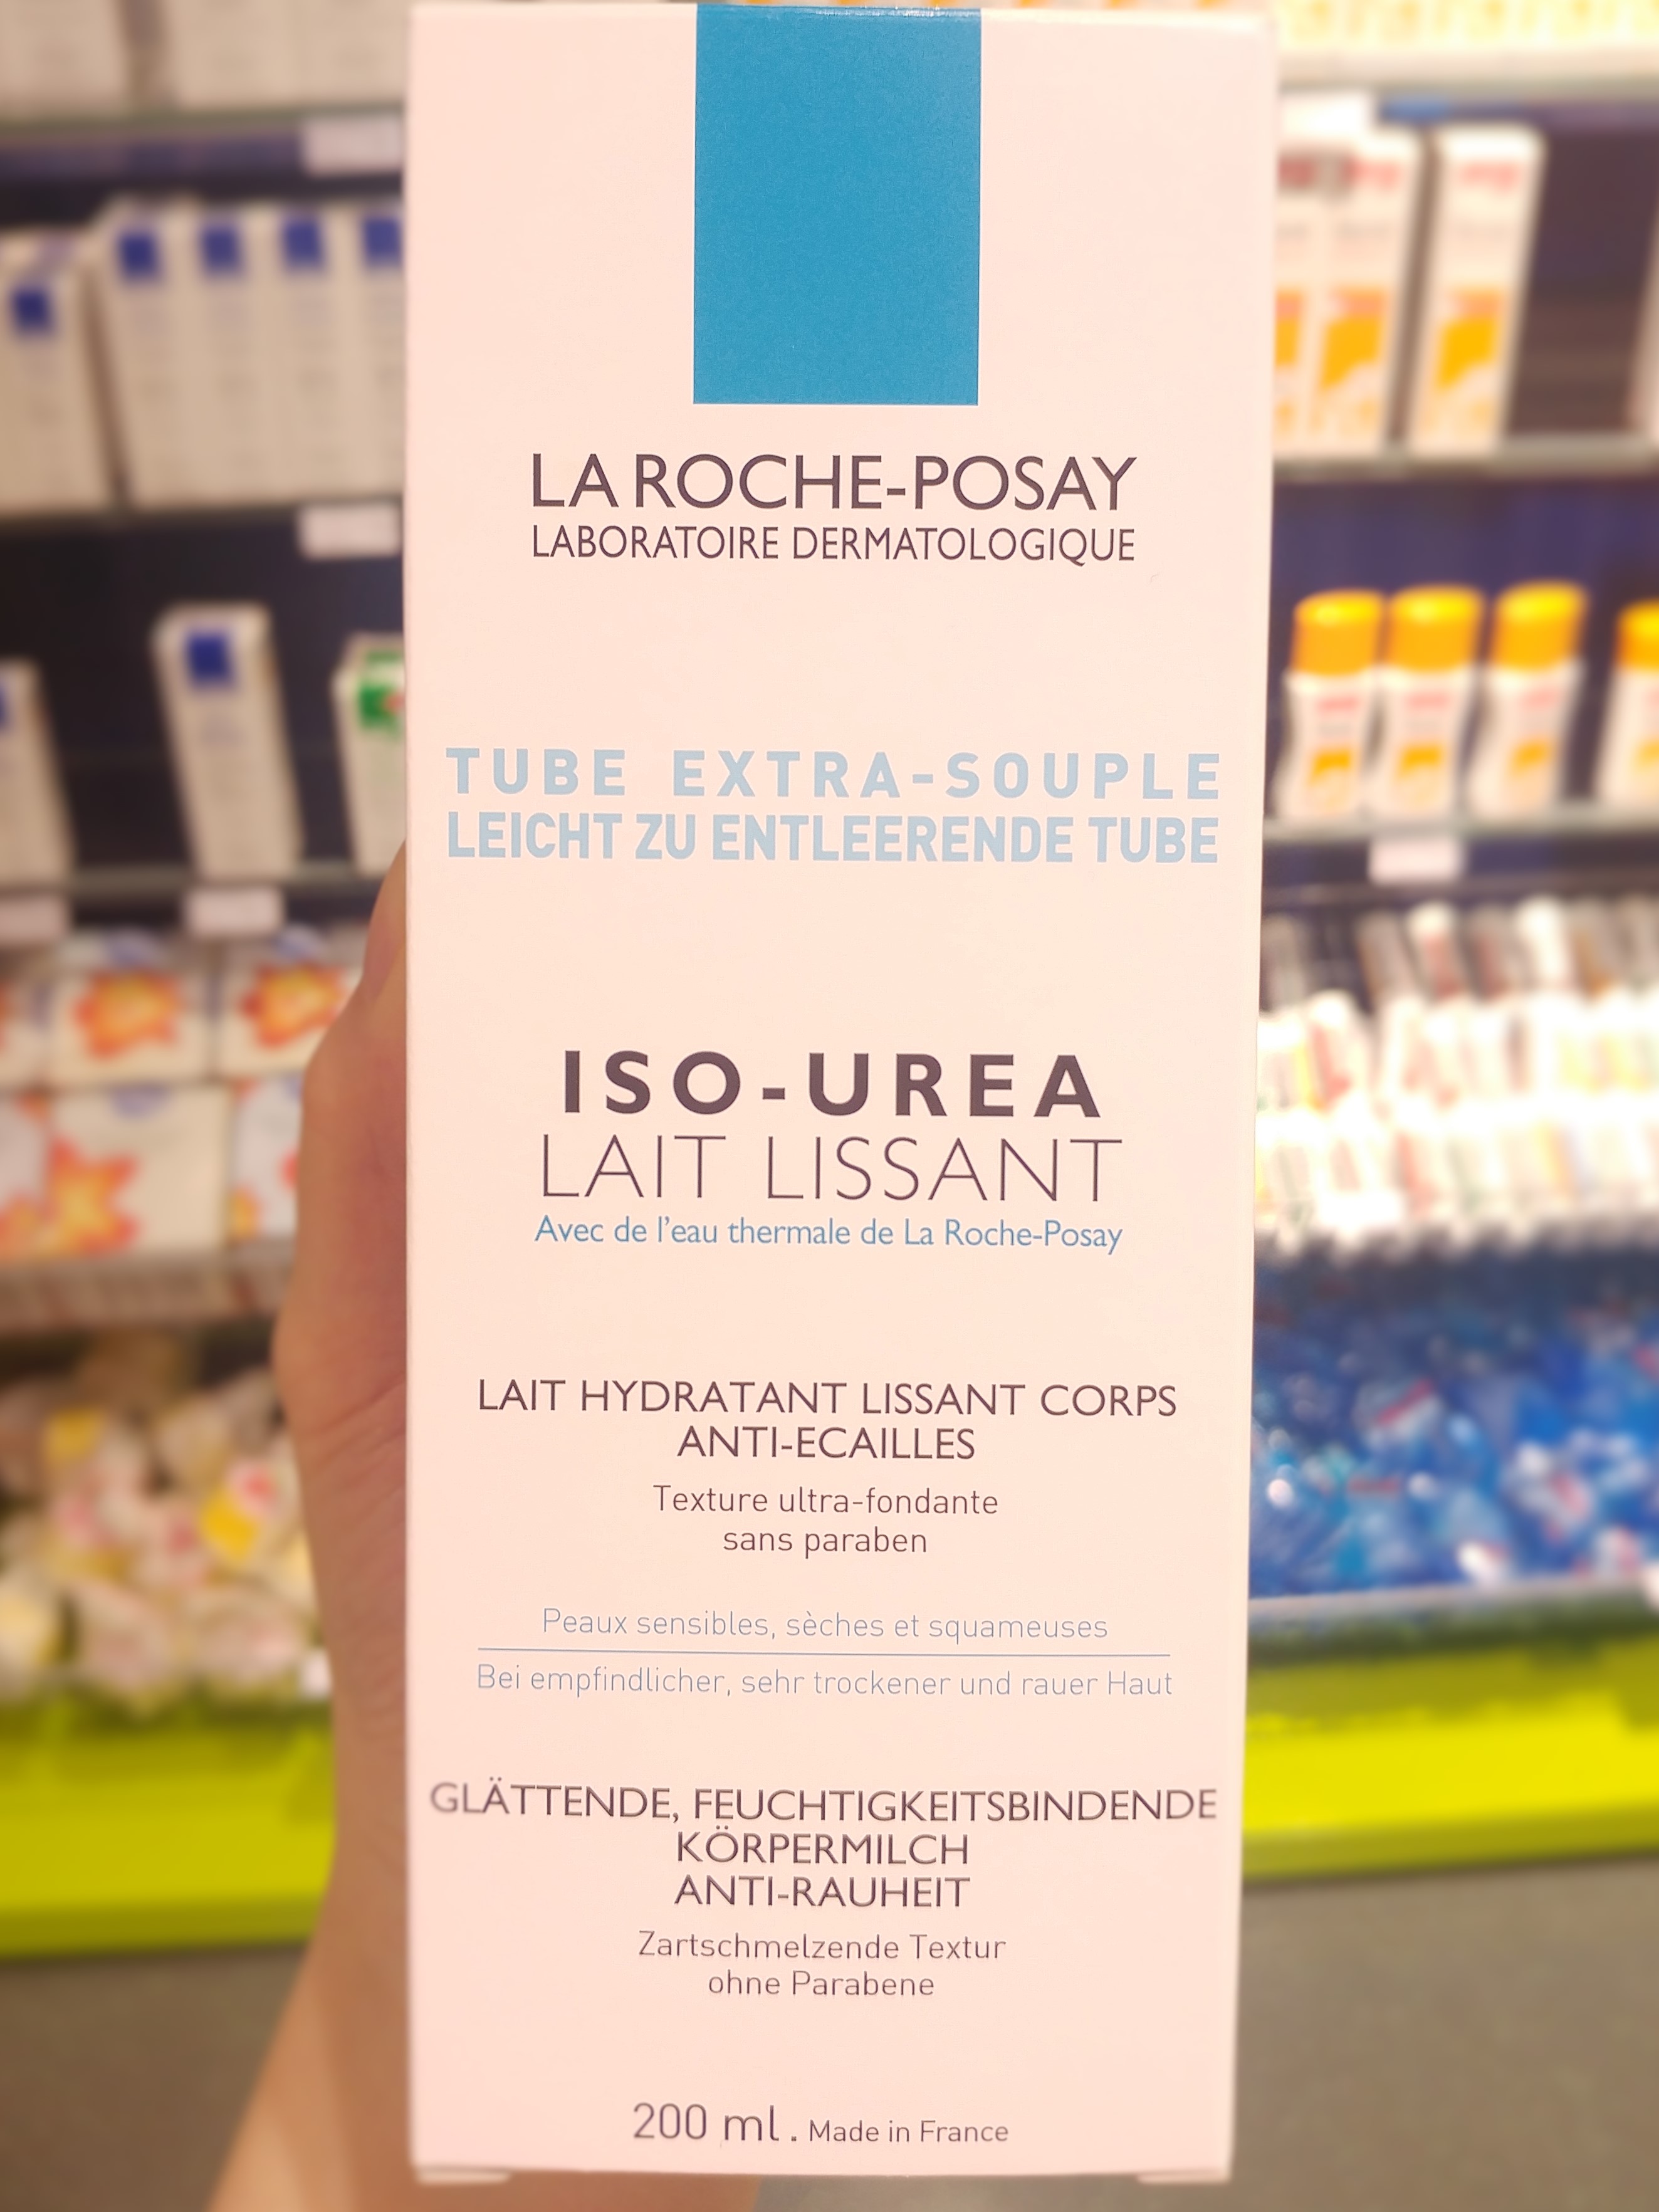 LA ROCHE-POSAY
LABORATOIRE DERMATOLOGIQUE
TUBE EXTRA-SOUPLE
LEICHT ZU ENTLEERENDE TUBE
ISO-UREA
LAIT LISSANT
Avec de l'eau thermale de La Roche-Posay
LAIT HYDRATANT LISSANT CORPS
ANTI-ECAILLES
Texture ultra-fondante
sans paraben
Peaux sensibles, sèches et squameuses
Bei empfindlicher, sehr trockener und rauer Haut
GLÄTTENDE, FEUCHTIGKEITSBINDENDE
KÖRPERMILCH
ANTI-RAUHEIT
Zartschmelzende Textur
ohne Parabene
200 ml . Made in France